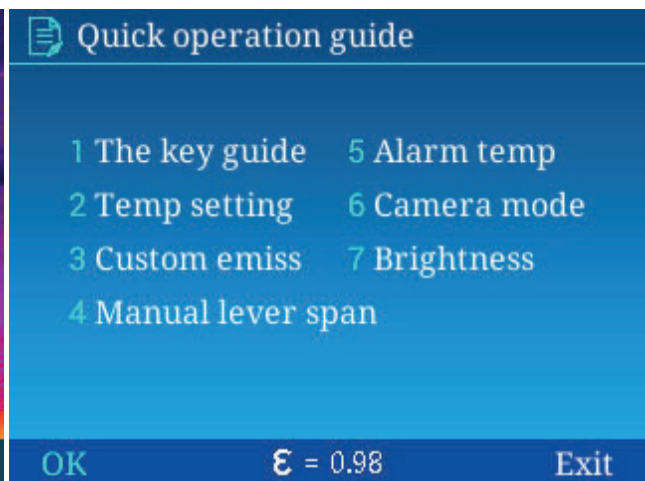 Quick operation guide
1 The key guide
2 Temp setting
3 Custom emiss
4 Manual lever span
5 Alarm temp
6 Camera mode
7 Brightness
OK
ε = 0.98
Exit